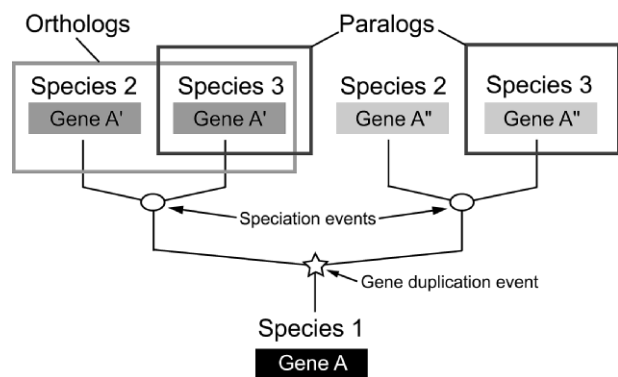 Orthologs
Paralogs
Species 2
Species 3
Species 2
Species 3
Gene A'
Gene A'
Gene A"
Gene A"
Speciation events
Gene duplication event
Species 1
Gene A